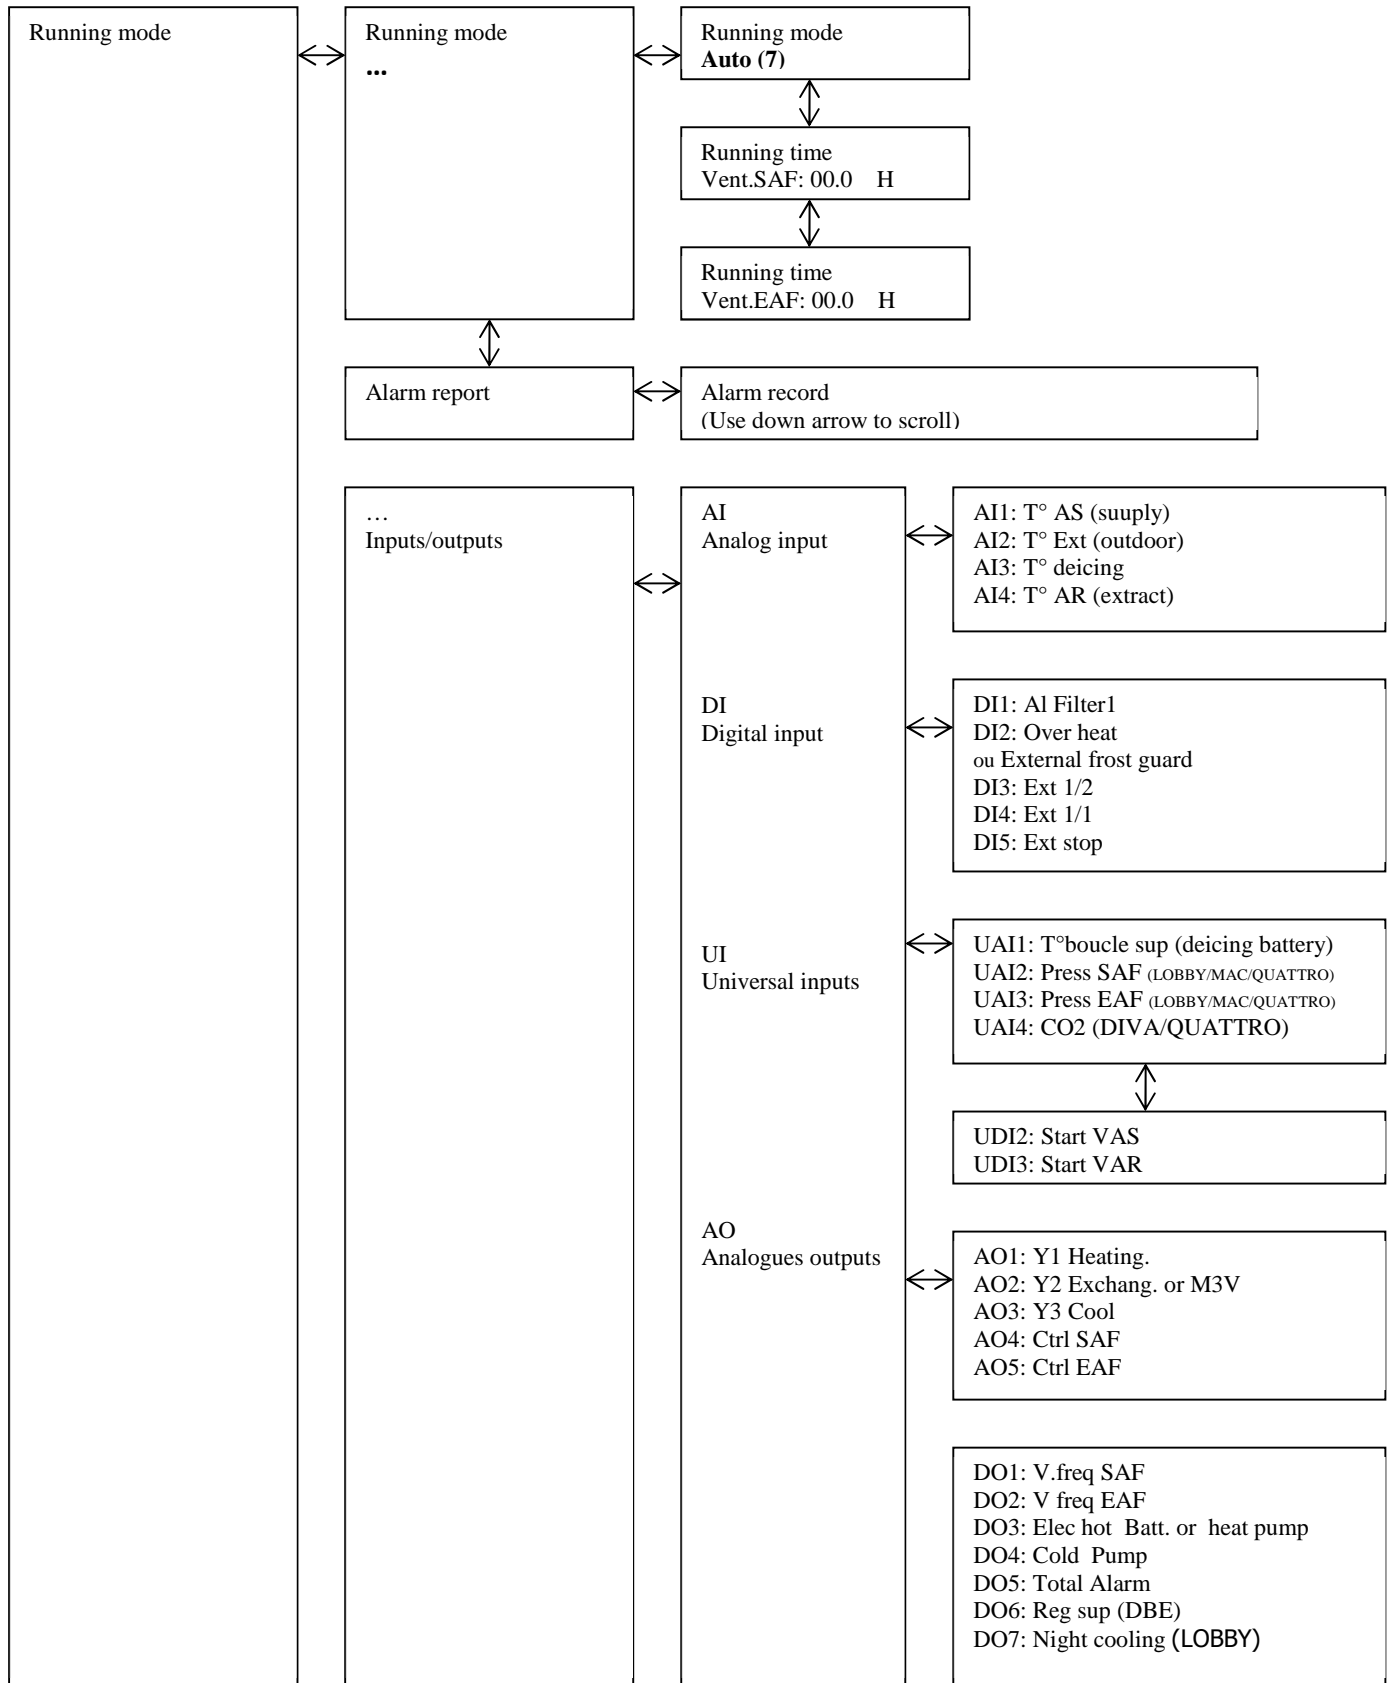 Running mode
Running mode
...
Running mode
Auto (7)
Running time
Vent.SAF: 00.0 H
Running time
Vent.EAF: 00.0 H
Alarm report
Alarm record
(Use down arrow to scroll)
…
Inputs/outputs
AI
Analog input
AI1: T° AS (suuply)
AI2: T° Ext (outdoor)
AI3: T° deicing
AI4: T° AR (extract)
DI
Digital input
DI1: Al Filter1
DI2: Over heat
ou External frost guard
DI3: Ext 1/2
DI4: Ext 1/1
DI5: Ext stop
UI
Universal inputs
UAI1: T°boucle sup (deicing battery)
UAI2: Press SAF (LOBBY/MAC/QUATTRO)
UAI3: Press EAF (LOBBY/MAC/QUATTRO)
UAI4: CO2 (DIVA/QUATTRO)
UDI2: Start VAS
UDI3: Start VAR
AO
Analogues outputs
AO1: Y1 Heating.
AO2: Y2 Exchang. or M3V
AO3: Y3 Cool
AO4: Ctrl SAF
AO5: Ctrl EAF
DO1: V.freq SAF
DO2: V freq EAF
DO3: Elec hot Batt. or heat pump
DO4: Cold Pump
DO5: Total Alarm
DO6: Reg sup (DBE)
DO7: Night cooling (LOBBY)